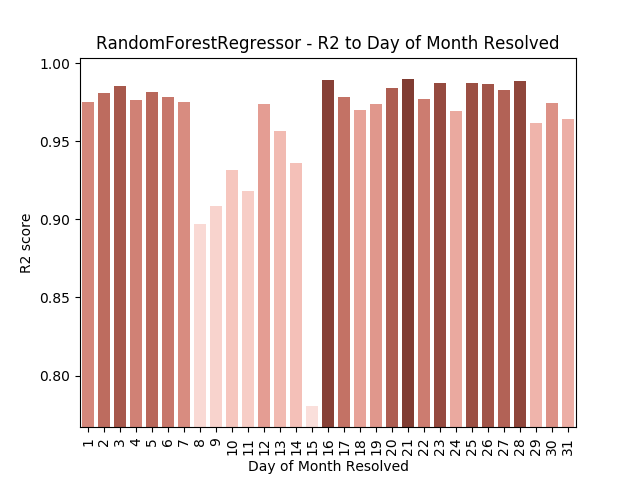 RandomForestRegressor - R2 to Day of Month Resolved
1.00
0.95
0.90
0.85
0.80
R2 score
1 2 3 4 5 6 7 8 9 10 11 12 13 14 15 16 17 18 19 20 21 22 23 24 25 26 27 28 29 30 31
Day of Month Resolved